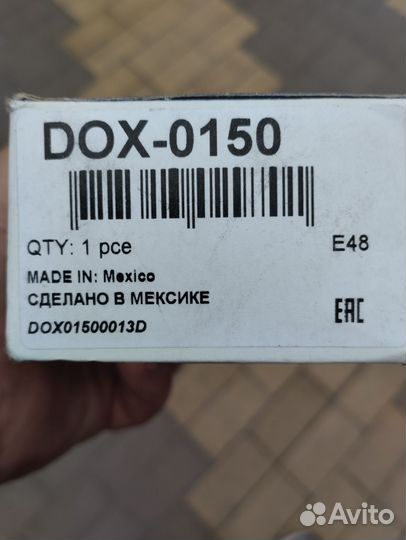 DOX-0150
QTY: 1 pce E48
MADE IN: Mexico
СДЕЛАНО В МЕКСИКЕ
DOX01500013D
EAC
Avito